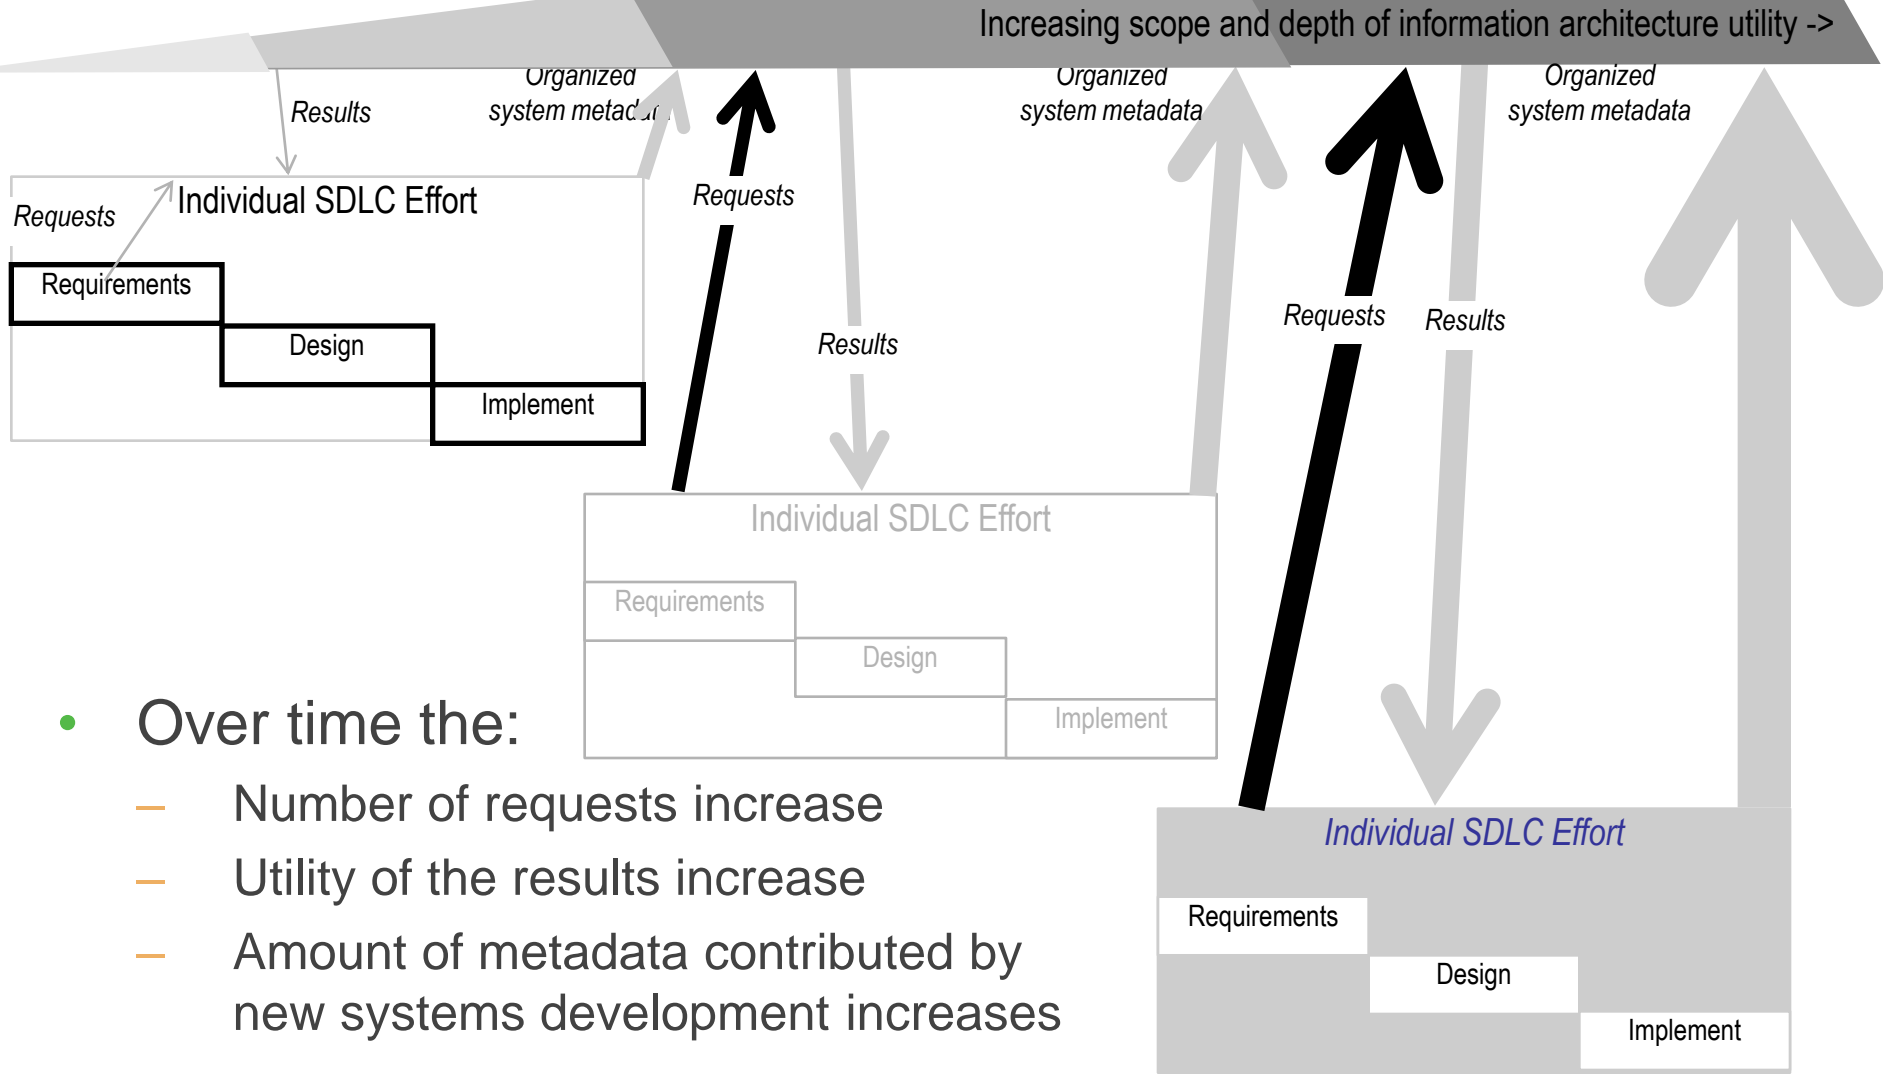 Increasing scope and depth of information architecture utility ->
Organized
system metadata
Organized
system metadata
Organized
system metadata
Results
Requests
Individual SDLC Effort
Requirements
Design
Implement
Requests
Results
Individual SDLC Effort
Requirements
Design
Implement
Requests
Results
Individual SDLC Effort
Requirements
Design
Implement
• Over time the:
– Number of requests increase
– Utility of the results increase
– Amount of metadata contributed by
new systems development increases